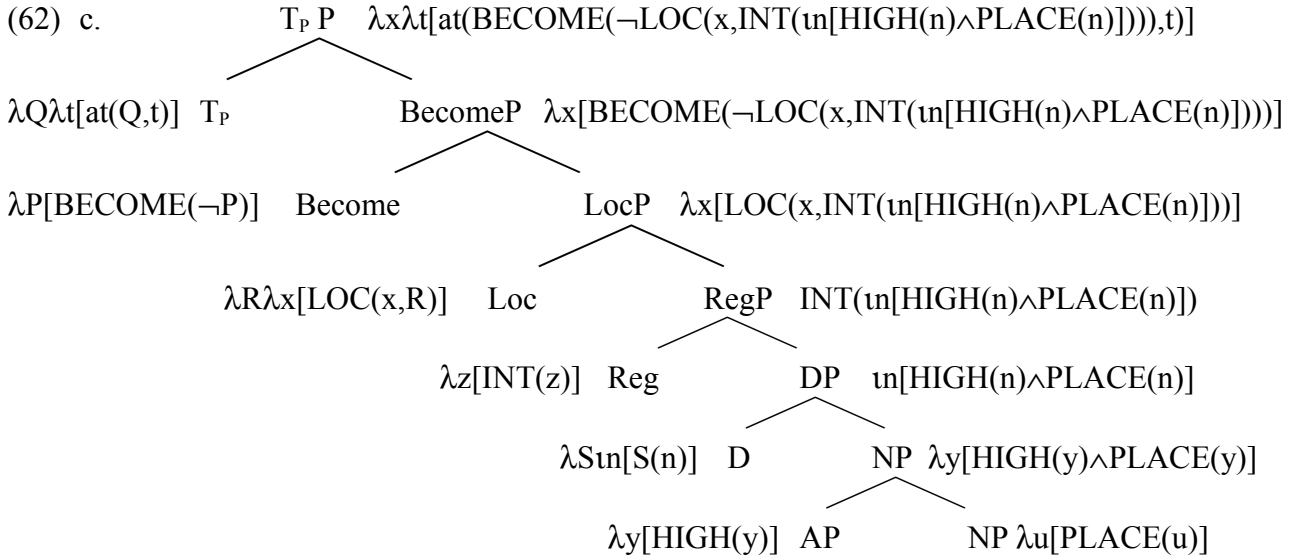 (62) c. T_P P λxλt[at(BECOME(¬LOC(x,INT(ιn[HIGH(n)∧PLACE(n)]))),t)]
λQλt[at(Q,t)] T_P BecomeP λx[BECOME(¬LOC(x,INT(ιn[HIGH(n)∧PLACE(n)])))]
λP[BECOME(¬P)] Become LocP λx[LOC(x,INT(ιn[HIGH(n)∧PLACE(n)]))]
λRλx[LOC(x,R)] Loc RegP INT(ιn[HIGH(n)∧PLACE(n)])
λz[INT(z)] Reg DP ιn[HIGH(n)∧PLACE(n)]
λSιn[S(n)] D NP λy[HIGH(y)∧PLACE(y)]
λy[HIGH(y)] AP NP λu[PLACE(u)]